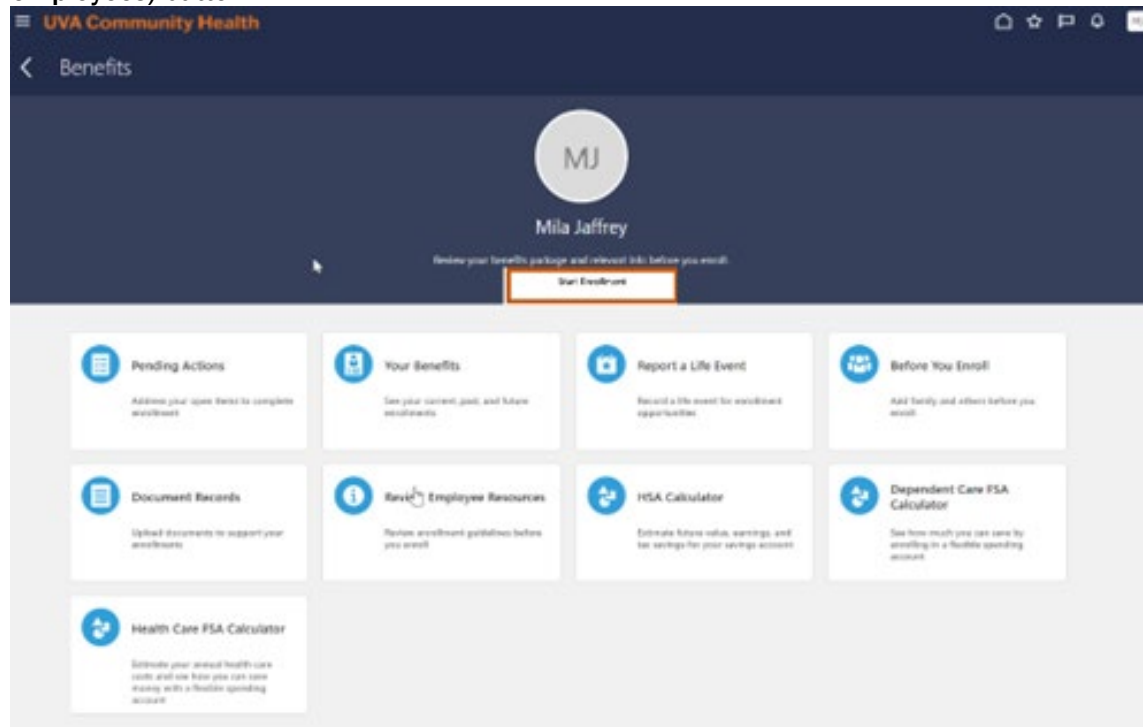 UVA Community Health
Benefits
MJ
Mila Jaffrey
Review your benefits package and relevant info before you enroll.
Start Enrollment
Pending Actions
Address your open items to complete
enrollment
Your Benefits
See your current, past, and future
enrollments
Report a Life Event
Record a life event for enrollment
opportunities
Before You Enroll
Add family and others before you
enroll
Document Records
Upload documents to support your
enrollments
Review Employee Resources
Review enrollment guidelines before
you enroll
HSA Calculator
Estimate future value, earnings, and
tax savings for your savings account
Dependent Care FSA
Calculator
See how much you can save by
enrolling in a flexible spending
account
Health Care FSA Calculator
Estimate your annual health care
costs and see how you can save
money with a flexible spending
account